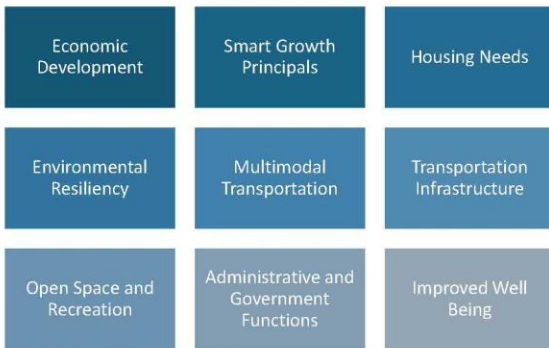 Economic
Development
Smart Growth
Principals
Housing Needs
Environmental
Resiliency
Multimodal
Transportation
Transportation
Infrastructure
Open Space and
Recreation
Administrative and
Government
Functions
Improved Well
Being